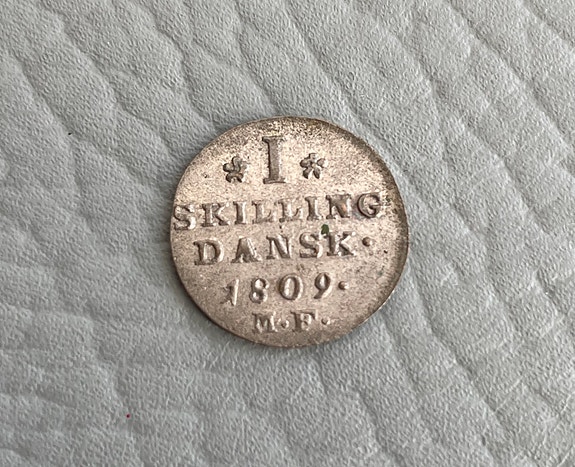 I
SKILLING
DANSK·
1809·
M·F·